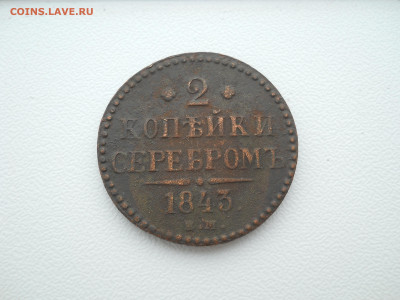 COINS.LAVE.RU
* 2 *
КОПѢЙКИ
СЕРЕБРОМЪ
1843